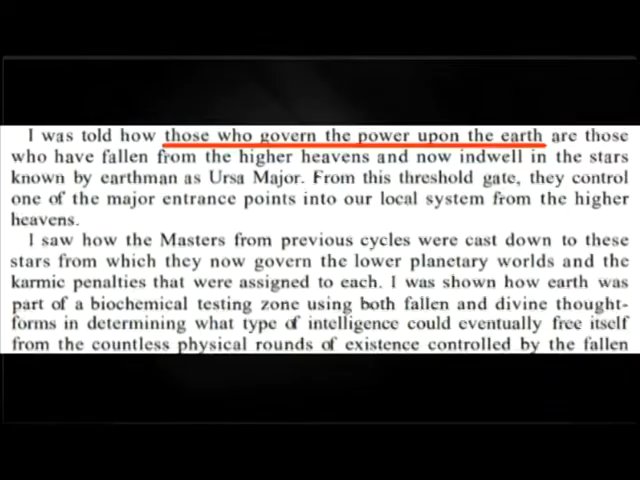 I was told how those who govern the power upon the earth are those
who have fallen from the higher heavens and now indwell in the stars
known by earthman as Ursa Major. From this threshold gate, they control
one of the major entrance points into our local system from the higher
heavens.
I saw how the Masters from previous cycles were cast down to these
stars from which they now govern the lower planetary worlds and the
karmic penalties that were assigned to each. I was shown how earth was
part of a biochemical testing zone using both fallen and divine thought-
forms in determining what type of intelligence could eventually free itself
from the countless physical rounds of existence controlled by the fallen